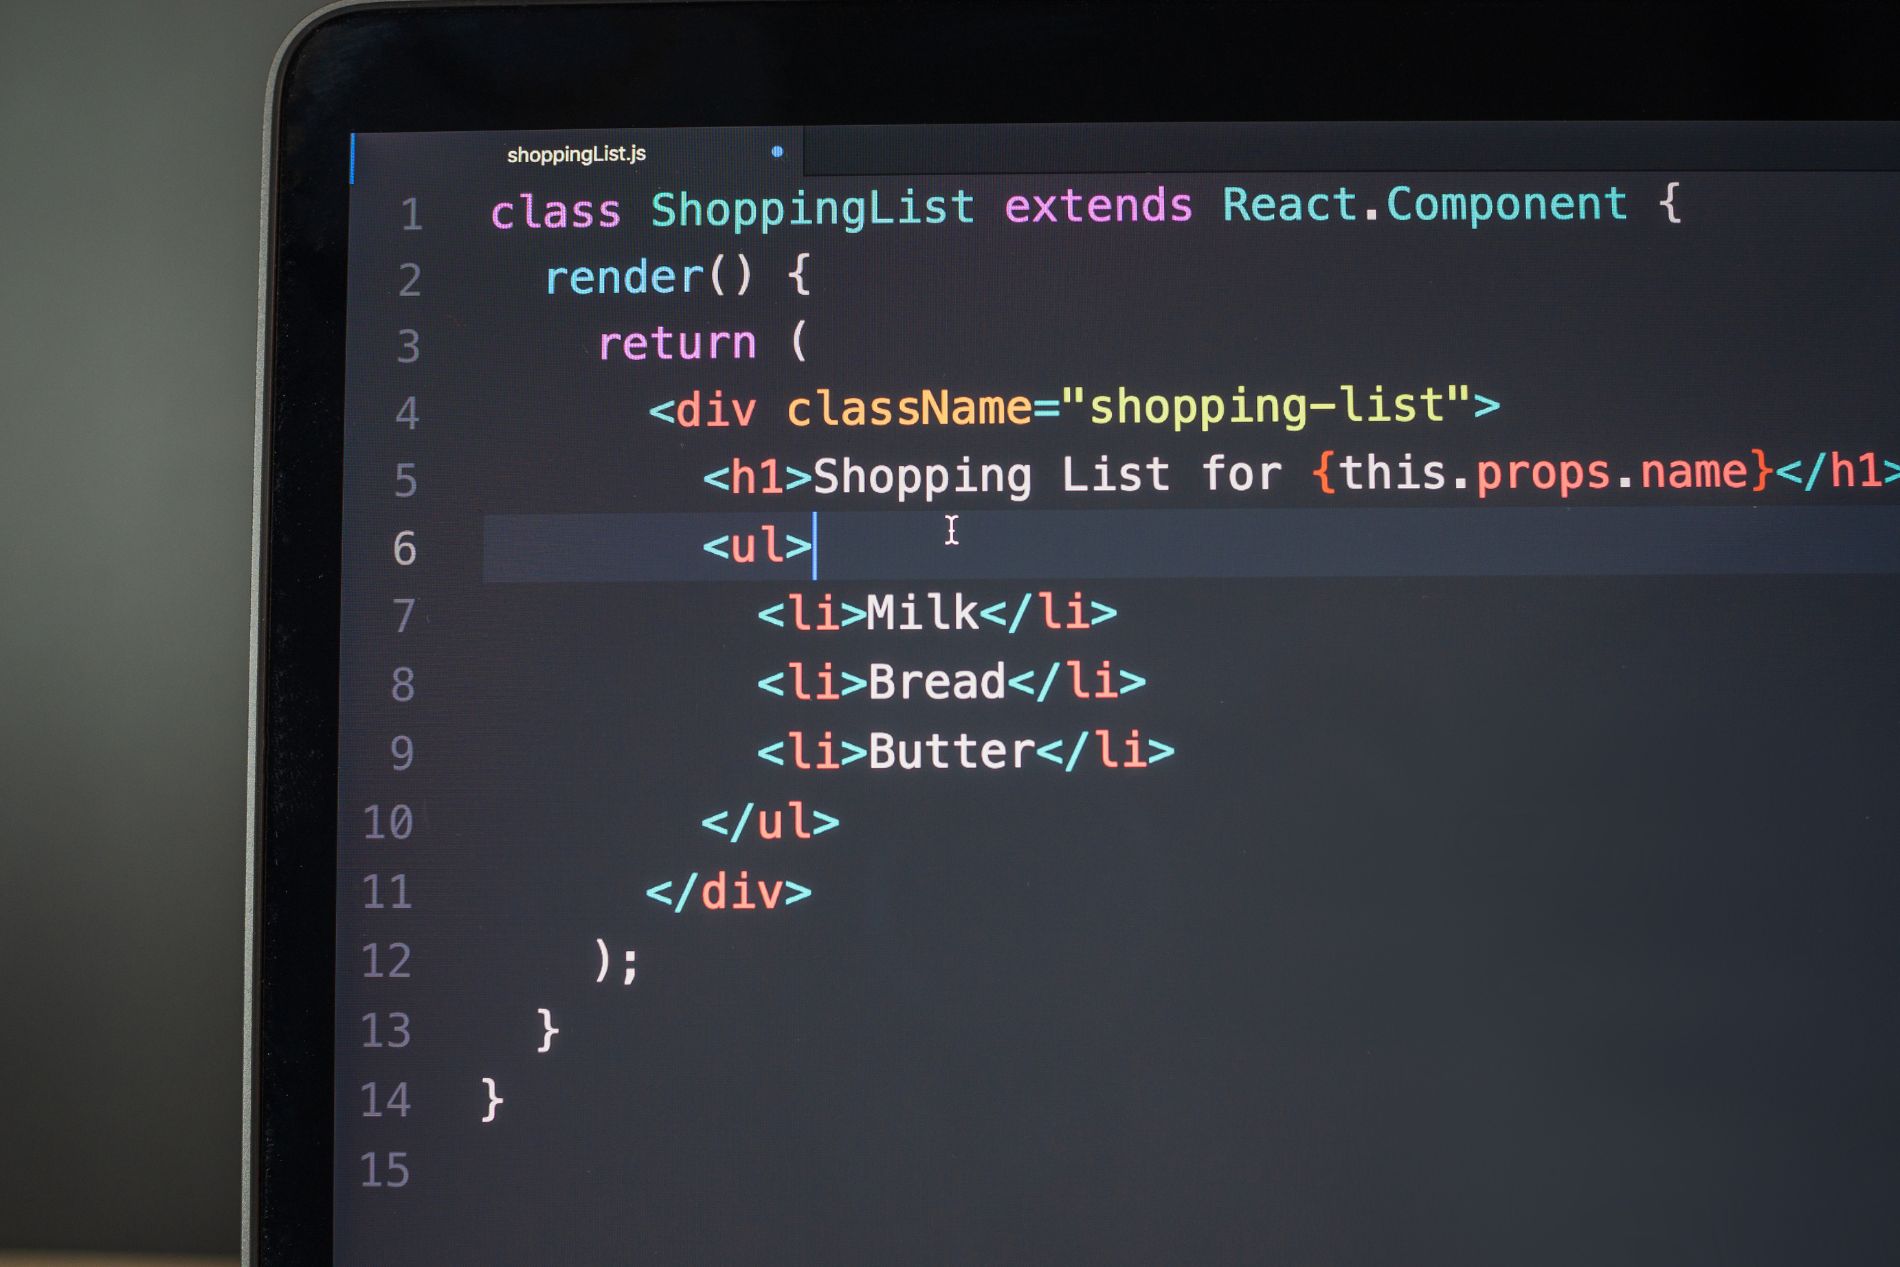 shoppingList.js
1 class ShoppingList extends React.Component {
2   render() {
3     return (
4       <div className="shopping-list">
5         <h1>Shopping List for {this.props.name}</h1>
6         <ul>
7           <li>Milk</li>
8           <li>Bread</li>
9           <li>Butter</li>
10         </ul>
11       </div>
12     );
13   }
14 }
15